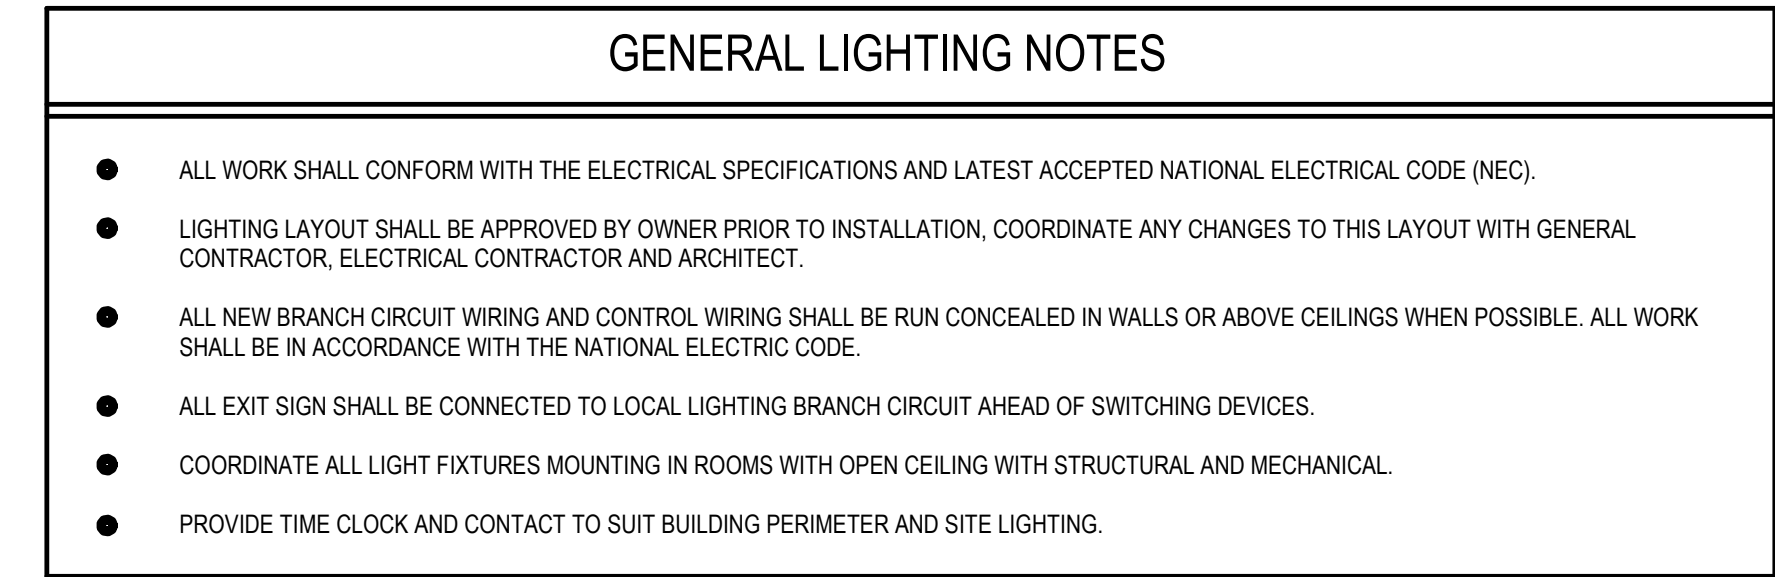 GENERAL LIGHTING NOTES
ALL WORK SHALL CONFORM WITH THE ELECTRICAL SPECIFICATIONS AND LATEST ACCEPTED NATIONAL ELECTRICAL CODE (NEC).
LIGHTING LAYOUT SHALL BE APPROVED BY OWNER PRIOR TO INSTALLATION, COORDINATE ANY CHANGES TO THIS LAYOUT WITH GENERAL
CONTRACTOR, ELECTRICAL CONTRACTOR AND ARCHITECT.
ALL NEW BRANCH CIRCUIT WIRING AND CONTROL WIRING SHALL BE RUN CONCEALED IN WALLS OR ABOVE CEILINGS WHEN POSSIBLE. ALL WORK
SHALL BE IN ACCORDANCE WITH THE NATIONAL ELECTRIC CODE.
ALL EXIT SIGN SHALL BE CONNECTED TO LOCAL LIGHTING BRANCH CIRCUIT AHEAD OF SWITCHING DEVICES.
COORDINATE ALL LIGHT FIXTURES MOUNTING IN ROOMS WITH OPEN CEILING WITH STRUCTURAL AND MECHANICAL.
PROVIDE TIME CLOCK AND CONTACT TO SUIT BUILDING PERIMETER AND SITE LIGHTING.